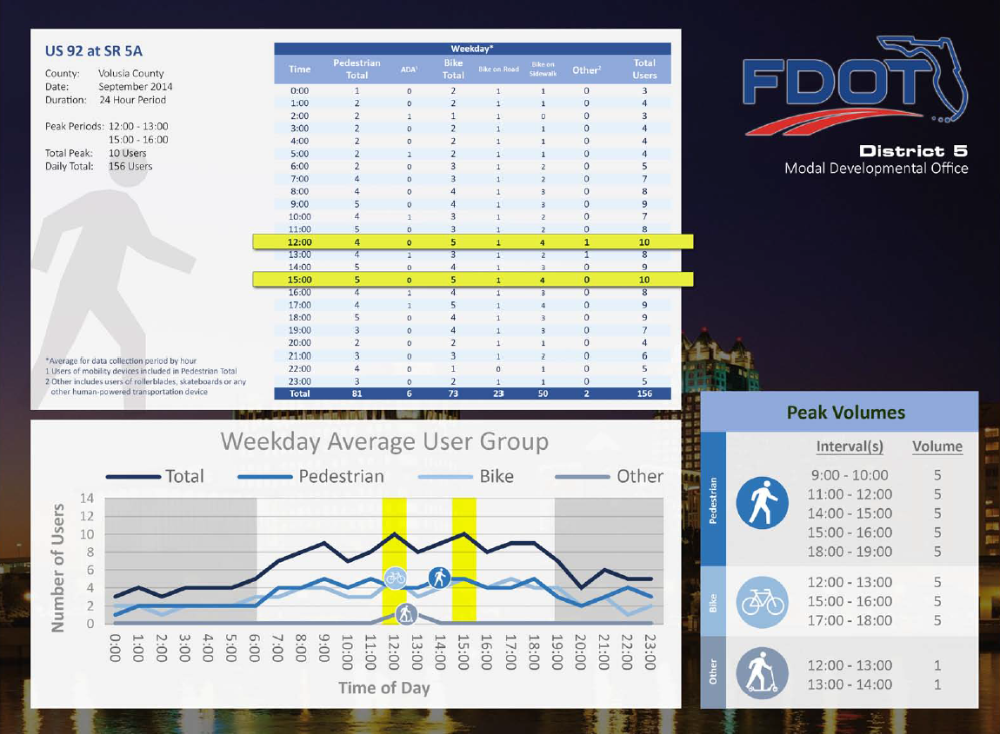 US 92 at SR 5A
County: Volusia County
Date: September 2014
Duration: 24 Hour Period
Peak Periods: 12:00 - 13:00
15:00 - 16:00
Total Peak: 10 Users
Daily Total: 156 Users
*Average for data collection period by hour
1 Users of mobility devices included in Pedestrian Total
2 Other includes users of rollerblades, skateboards or any
other human-powered transportation device
Weekday*
Time Pedestrian Total ADA¹ Bike Total Bike on Road Bike on Sidewalk Other² Total Users
0:00 1 0 2 1 1 0 3
1:00 2 0 2 1 1 0 4
2:00 2 1 1 1 0 0 3
3:00 2 0 2 1 1 0 4
4:00 2 0 2 1 1 0 4
5:00 2 1 2 1 1 0 4
6:00 2 0 3 1 2 0 5
7:00 4 0 3 1 2 0 7
8:00 4 0 4 1 3 0 8
9:00 5 0 4 1 3 0 9
10:00 4 1 3 1 2 0 7
11:00 5 0 3 1 2 0 8
12:00 4 0 5 1 4 1 10
13:00 4 1 3 1 2 1 8
14:00 5 0 4 1 3 0 9
15:00 5 0 5 1 4 0 10
16:00 4 1 4 1 3 0 8
17:00 4 1 5 1 4 0 9
18:00 5 0 4 1 3 0 9
19:00 3 0 4 1 3 0 7
20:00 2 0 2 1 1 0 4
21:00 3 0 3 1 2 0 6
22:00 4 0 1 0 1 0 5
23:00 3 0 2 1 1 0 5
Total 81 6 73 23 50 2 156
FDOT
District 5
Modal Developmental Office
Weekday Average User Group
Total Pedestrian Bike Other
Number of Users
14
12
10
8
6
4
2
0
0:00 1:00 2:00 3:00 4:00 5:00 6:00 7:00 8:00 9:00 10:00 11:00 12:00 13:00 14:00 15:00 16:00 17:00 18:00 19:00 20:00 21:00 22:00 23:00
Time of Day
Peak Volumes
Interval(s) Volume
Pedestrian
9:00 - 10:00 5
11:00 - 12:00 5
14:00 - 15:00 5
15:00 - 16:00 5
18:00 - 19:00 5
Bike
12:00 - 13:00 5
15:00 - 16:00 5
17:00 - 18:00 5
Other
12:00 - 13:00 1
13:00 - 14:00 1